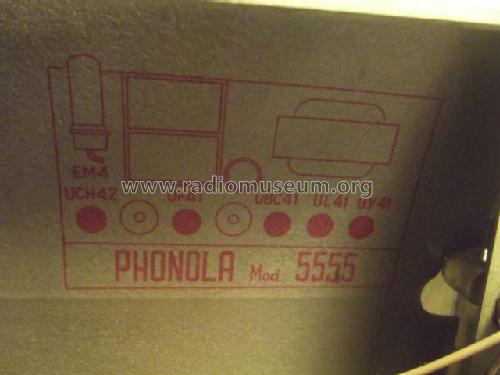 EM4
www.radiomuseum.org
UCH42 UF41 UBC41 UL41 UY41
PHONOLA Mod. 5555